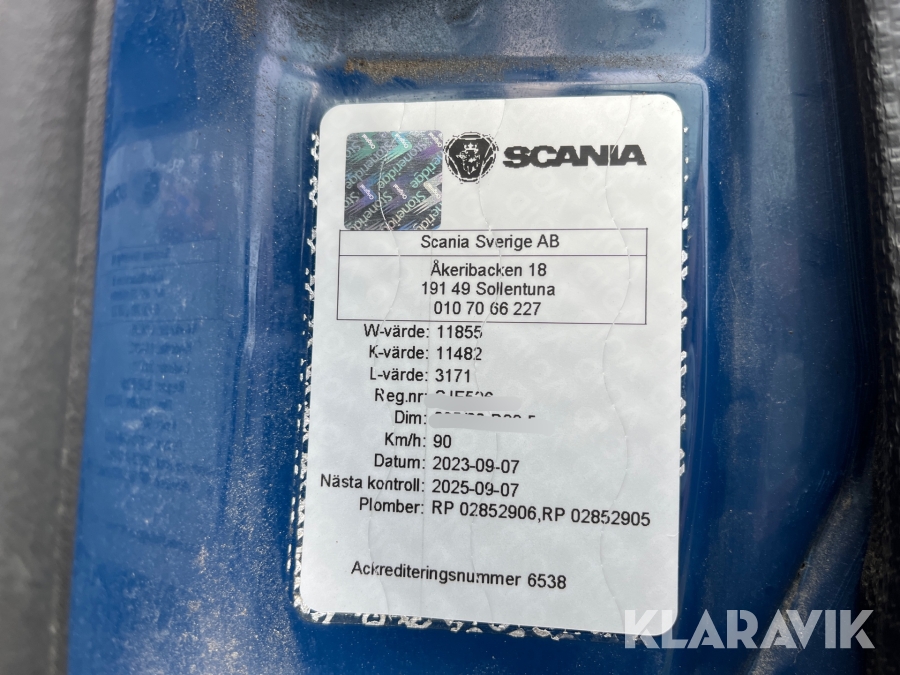 Stoneridge
SCANIA
Scania Sverige AB
Åkeribacken 18
191 49 Sollentuna
010 70 66 227
W-värde: 11855
K-värde: 11482
L-värde: 3171
Reg.nr:
Dim:
Km/h: 90
Datum: 2023-09-07
Nästa kontroll: 2025-09-07
Plomber: RP 02852906,RP 02852905
Ackrediteringsnummer 6538
KLARAVIK